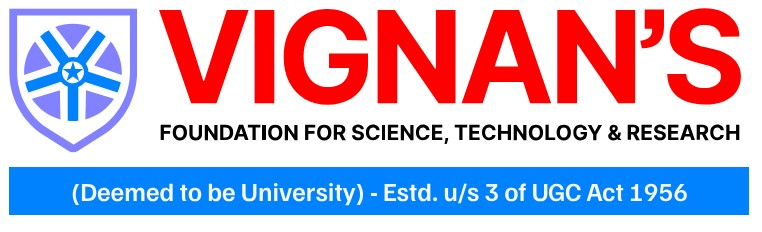 VIGNAN'S
FOUNDATION FOR SCIENCE, TECHNOLOGY & RESEARCH
(Deemed to be University) - Estd. u/s 3 of UGC Act 1956